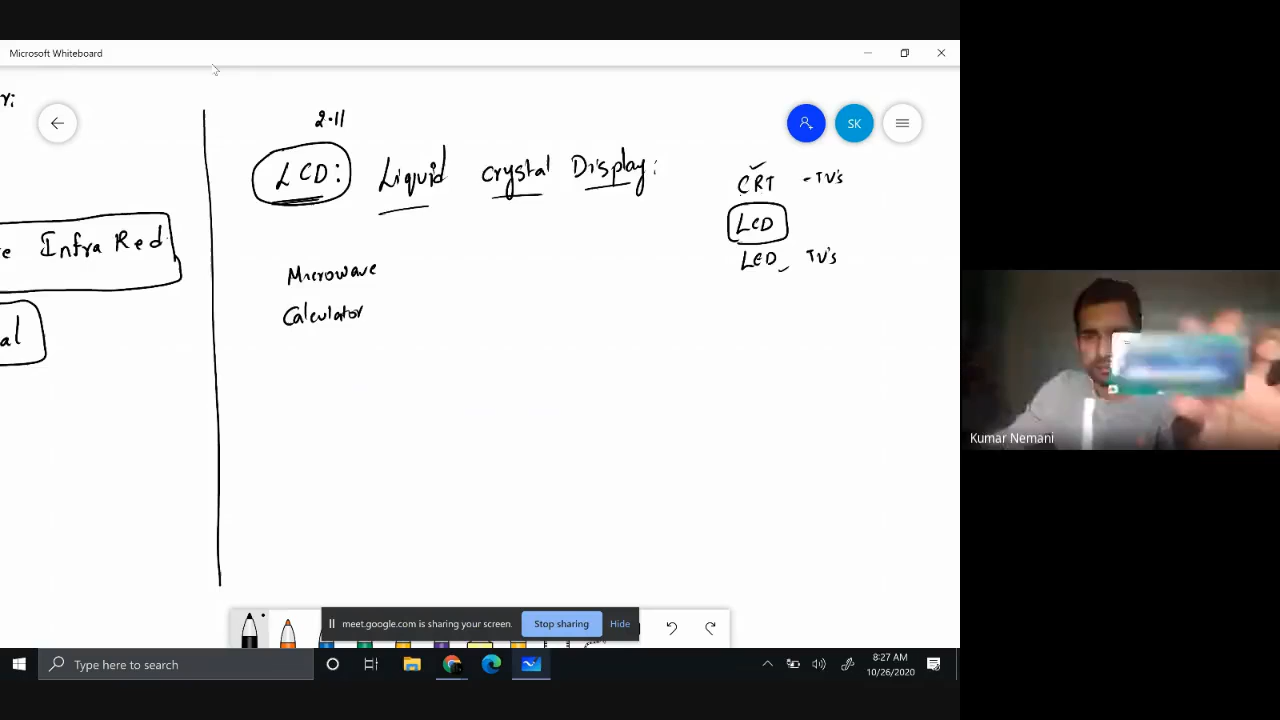 Microsoft Whiteboard
2.11
LCD: Liquid crystal Display:
CRT - TV's
LCD
LED TV's
Infra Red
Microwave
Calculator
al
SK
Kumar Nemani
meet.google.com is sharing your screen.
Stop sharing
Hide
Type here to search
8:27 AM
10/26/2020